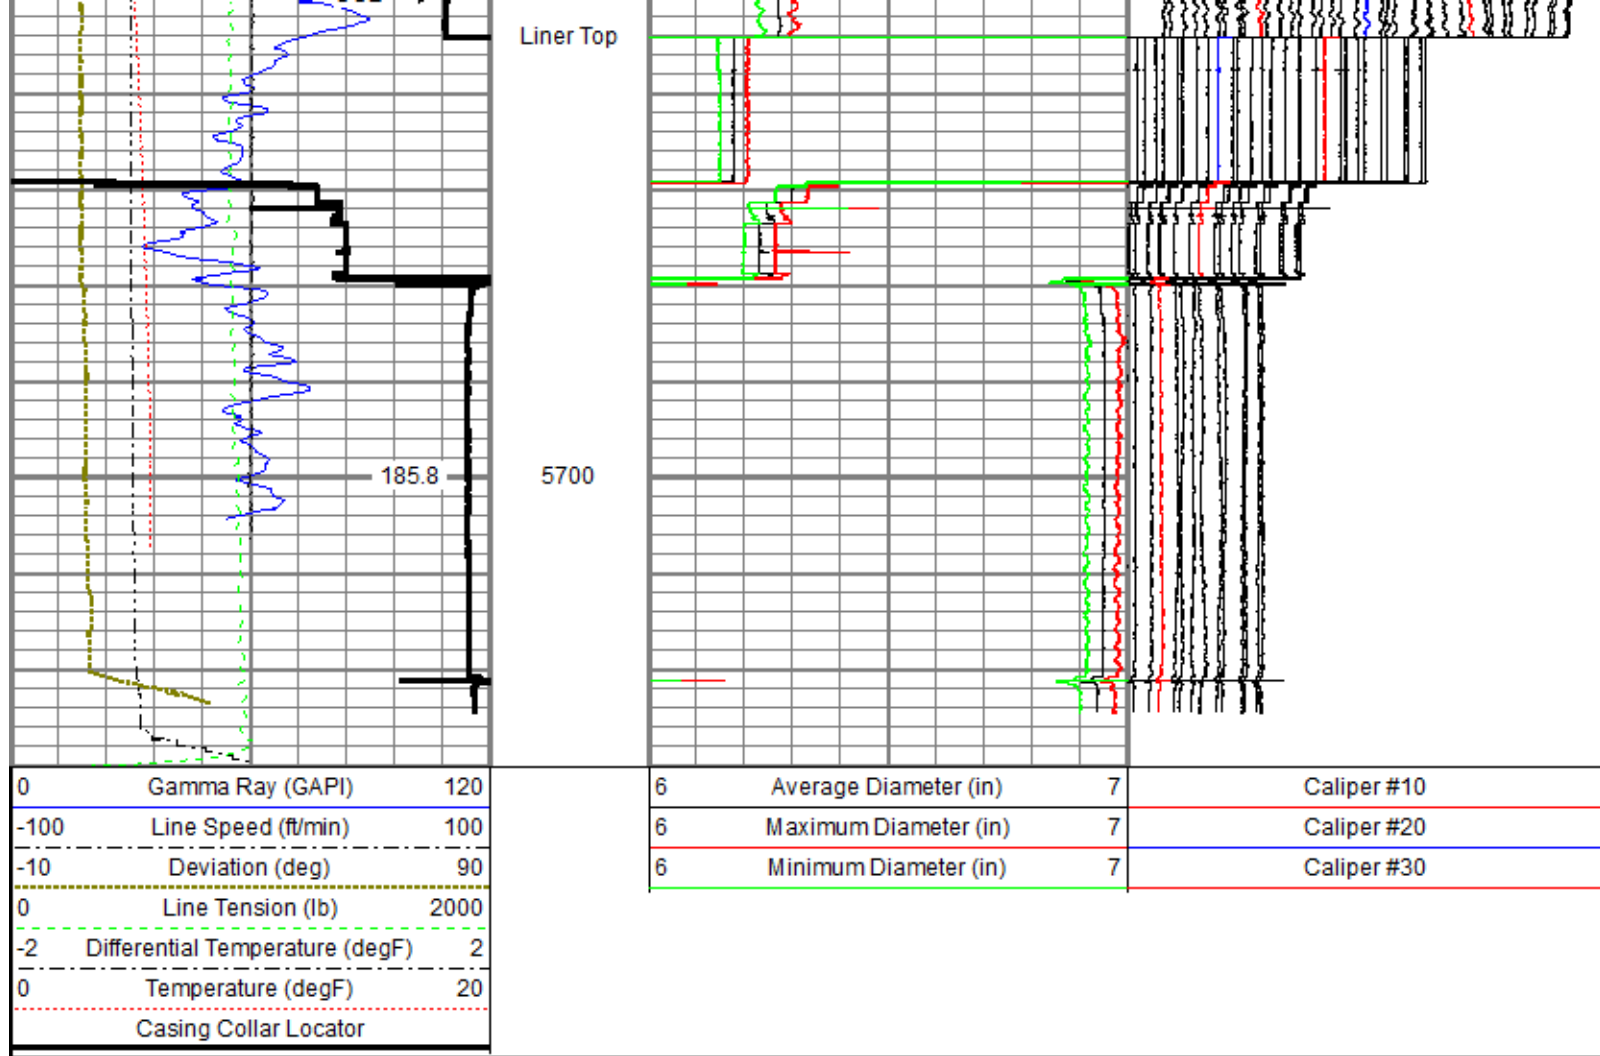 Liner Top
185.8 5700
0 Gamma Ray (GAPI) 120
-100 Line Speed (ft/min) 100
-10 Deviation (deg) 90
0 Line Tension (lb) 2000
-2 Differential Temperature (degF) 2
0 Temperature (degF) 20
Casing Collar Locator
6 Average Diameter (in) 7
6 Maximum Diameter (in) 7
6 Minimum Diameter (in) 7
Caliper #10
Caliper #20
Caliper #30